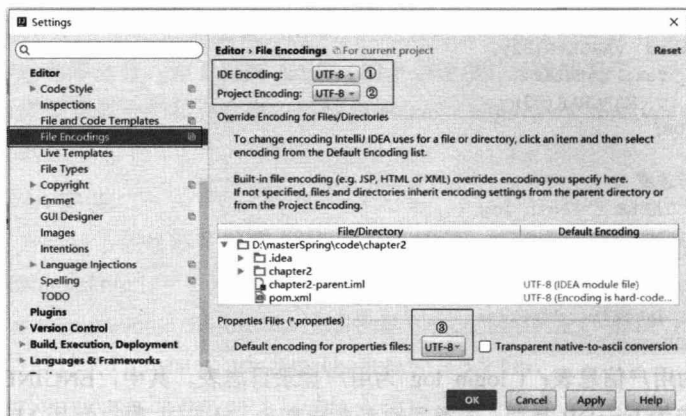 Settings
Editor › File Encodings For current project Reset
Editor
Code Style
Inspections
File and Code Templates
File Encodings
Live Templates
File Types
Copyright
Emmet
GUI Designer
Images
Intentions
Language Injections
Spelling
TODO
Plugins
Version Control
Build, Execution, Deployment
Languages & Frameworks
IDE Encoding: UTF-8 ①
Project Encoding: UTF-8 ②
Override Encoding for Files/Directories
To change encoding IntelliJ IDEA uses for a file or directory, click an item and then select
encoding from the Default Encoding list.
Built-in file encoding (e.g. JSP, HTML or XML) overrides encoding you specify here.
If not specified, files and directories inherit encoding settings from the parent directory or
from the Project Encoding.
File/Directory Default Encoding
D:\masterSpring\code\chapter2
.idea
chapter2
chapter2-parent.iml UTF-8 (IDEA module file)
pom.xml UTF-8 (Encoding is hard-code...
Properties Files (*.properties)
③
Default encoding for properties files: UTF-8 Transparent native-to-ascii conversion
OK Cancel Apply Help